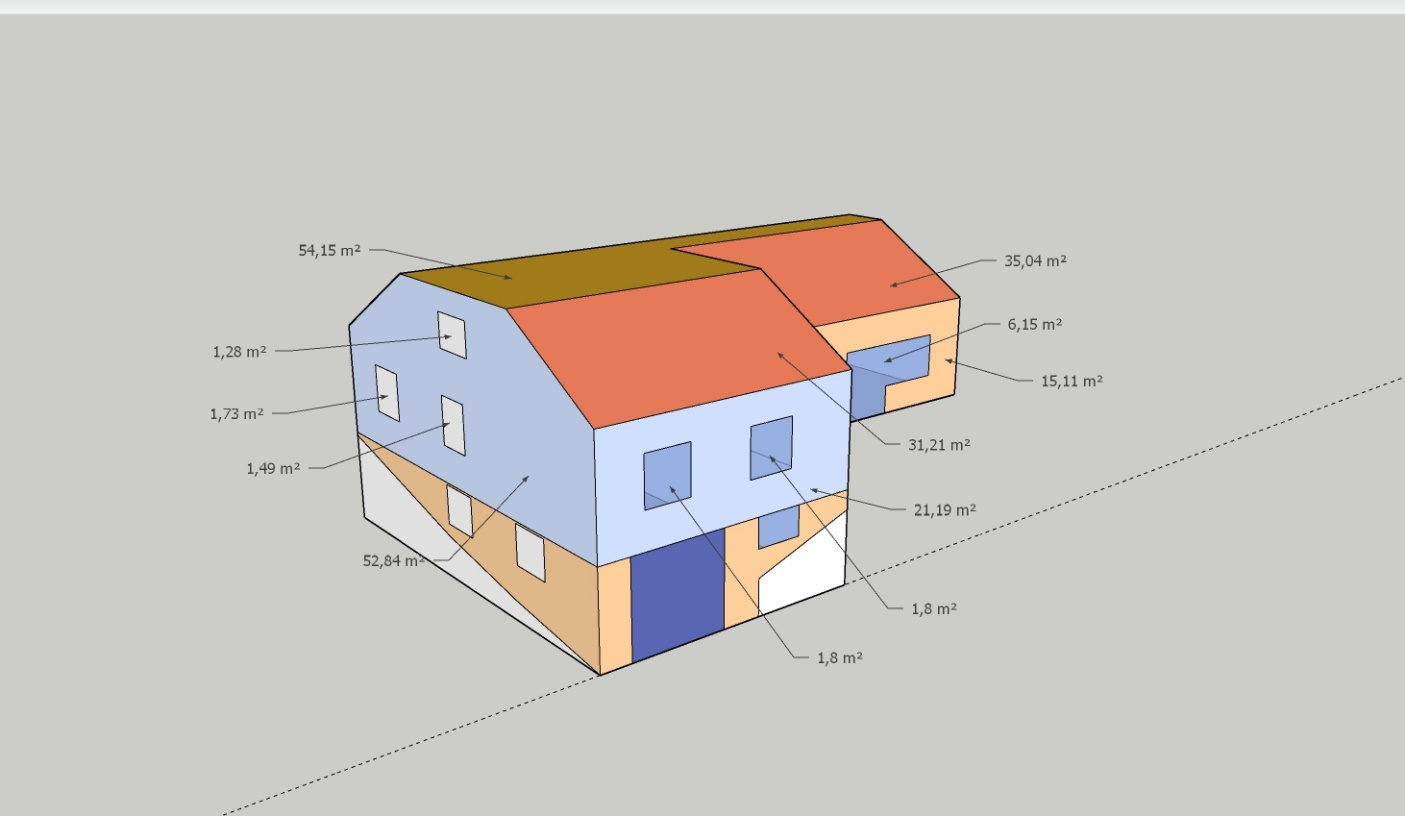 54,15 m²
35,04 m²
6,15 m²
1,28 m²
15,11 m²
1,73 m²
31,21 m²
1,49 m²
21,19 m²
52,84 m²
1,8 m²
1,8 m²